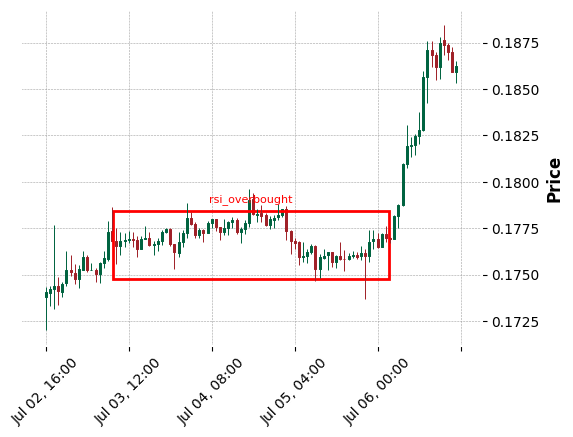 0.1875
0.1850
0.1825
0.1800
0.1775
0.1750
0.1725
Price
rsi_overbought
Jul 02, 16:00
Jul 03, 12:00
Jul 04, 08:00
Jul 05, 04:00
Jul 06, 00:00